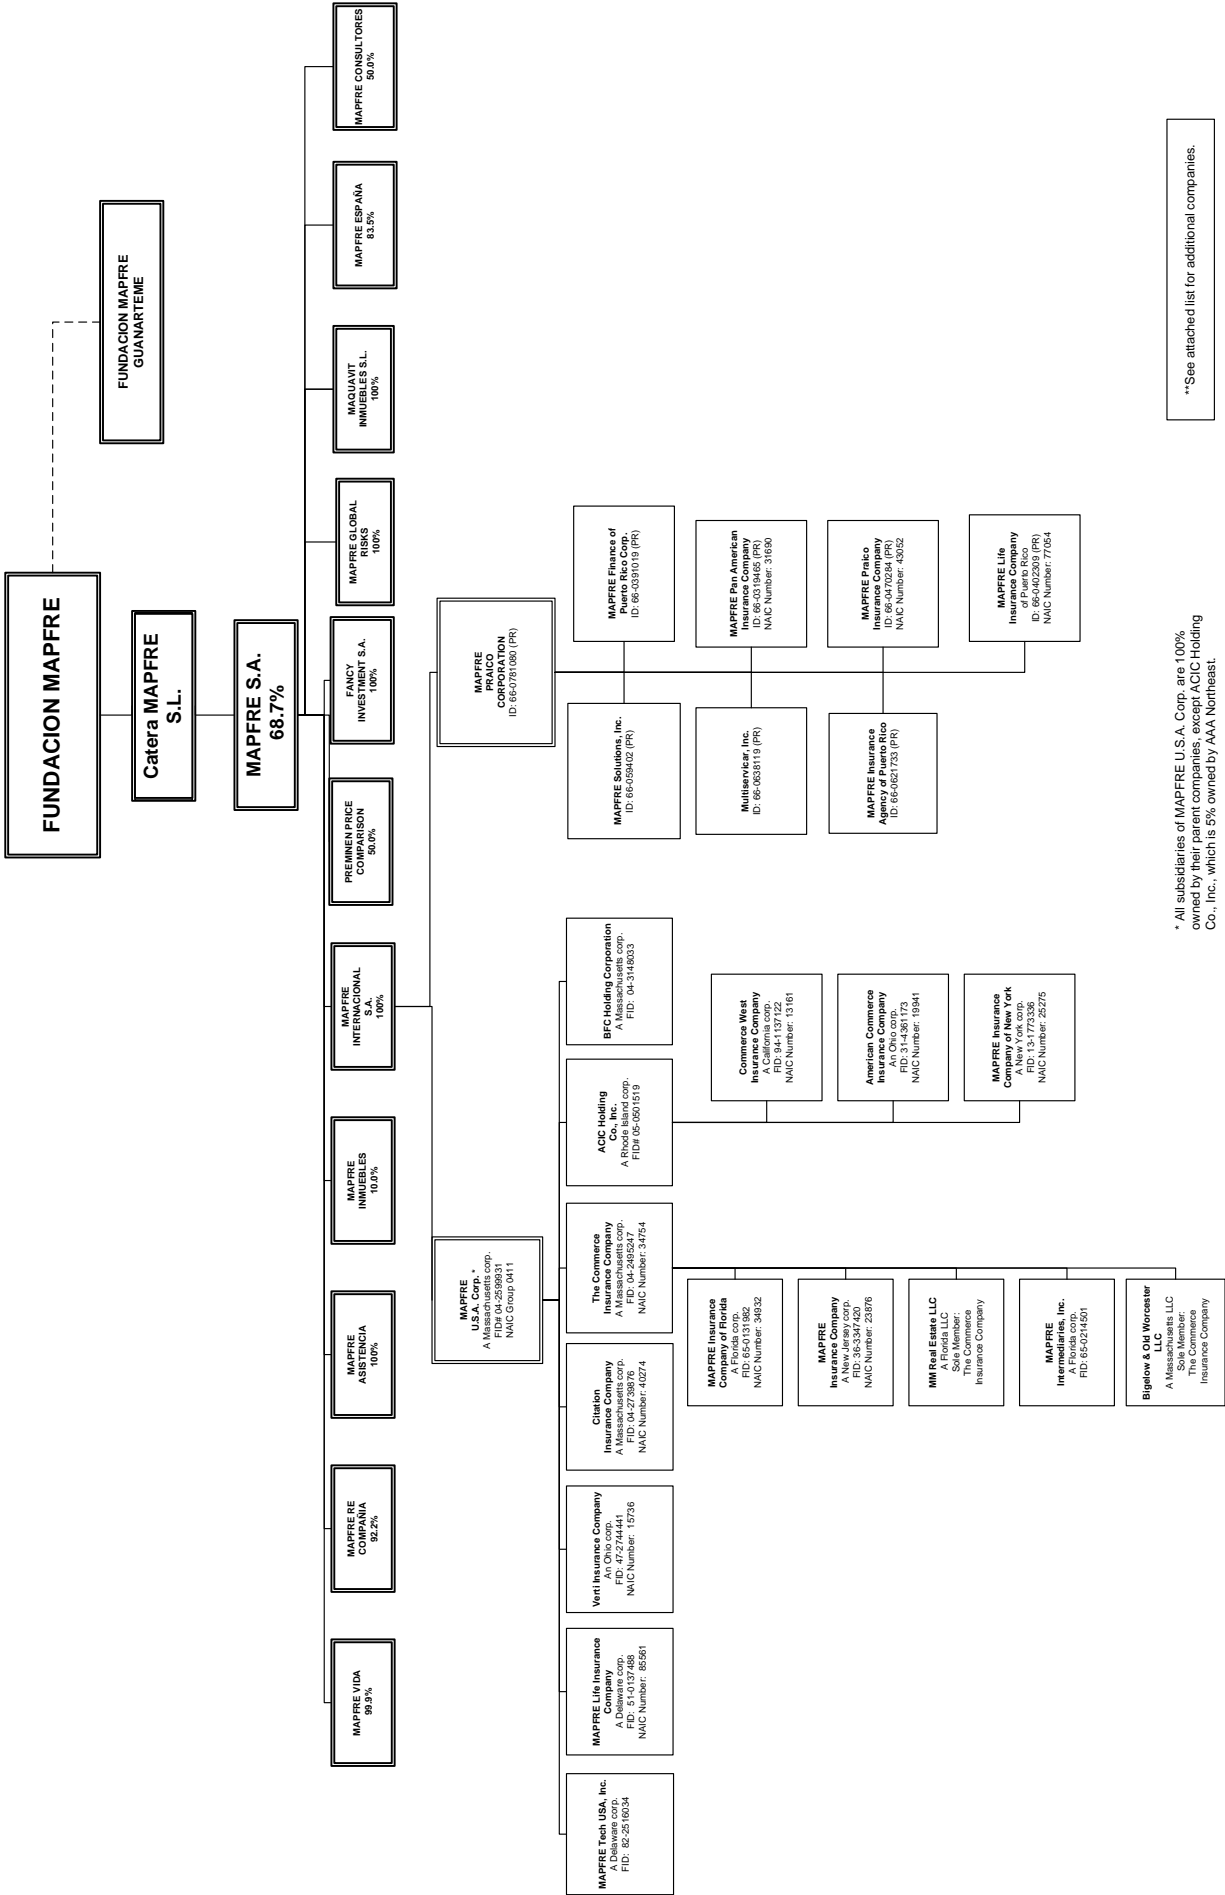 FUNDACION MAPFRE
FUNDACION MAPFRE
GUANARTEME
Catera MAPFRE
S.L.
MAPFRE S.A.
68.7%
MAPFRE VIDA
99.9%
MAPFRE RE
COMPAÑIA
92.2%
MAPFRE
ASISTENCIA
100%
MAPFRE
INMUEBLES
10.0%
MAPFRE
INTERNACIONAL
S.A.
100%
PREMINEN PRICE
COMPARISON
50.0%
FANCY
INVESTMENT S.A.
100%
MAPFRE GLOBAL
RISKS
100%
MAQUAVIT
INMUEBLES S.L.
100%
MAPFRE ESPAÑA
83.5%
MAPFRE CONSULTORES
50.0%
MAPFRE
U.S.A. Corp. *
A Massachusetts corp.
FID# 04-2599931
NAIC Group 0411
MAPFRE
PRAICO
CORPORATION
ID: 66-0781080 (PR)
MAPFRE Tech USA, Inc.
A Delaware corp.
FID: 82-2516034
MAPFRE Life Insurance
Company
A Delaware corp.
FID: 51-0137488
NAIC Number: 85561
Verti Insurance Company
An Ohio corp.
FID: 47-2744441
NAIC Number: 15736
Citation
Insurance Company
A Massachusetts corp.
FID: 04-2739876
NAIC Number: 40274
The Commerce
Insurance Company
A Massachusetts corp.
FID: 04-2495247
NAIC Number: 34754
ACIC Holding
Co., Inc.
A Rhode Island corp.
FID# 05-0501519
BFC Holding Corporation
A Massachusetts corp.
FID: 04-3148033
MAPFRE Insurance
Company of Florida
A Florida corp.
FID: 65-0131982
NAIC Number: 34932
MAPFRE
Insurance Company
A New Jersey corp.
FID: 36-3347420
NAIC Number: 23876
MM Real Estate LLC
A Florida LLC
Sole Member:
The Commerce
Insurance Company
MAPFRE
Intermediaries, Inc.
A Florida corp.
FID: 65-0214501
Bigelow & Old Worcester
LLC
A Massachusetts LLC
Sole Member:
The Commerce
Insurance Company
Commerce West
Insurance Company
A California corp.
FID: 94-1137122
NAIC Number: 13161
American Commerce
Insurance Company
An Ohio corp.
FID: 31-4361173
NAIC Number: 19941
MAPFRE Insurance
Company of New York
A New York corp.
FID: 13-1773336
NAIC Number: 25275
MAPFRE Solutions, Inc.
ID: 66-059402 (PR)
MAPFRE Finance of
Puerto Rico Corp.
ID: 66-0391019 (PR)
Multiservicar, Inc.
ID: 66-0638119 (PR)
MAPFRE Pan American
Insurance Company
ID: 66-0319465 (PR)
NAIC Number: 31690
MAPFRE Insurance
Agency of Puerto Rico
ID: 66-0621733 (PR)
MAPFRE Praico
Insurance Company
ID: 66-0470284 (PR)
NAIC Number: 43052
MAPFRE Life
Insurance Company
of Puerto Rico
ID: 66-0402309 (PR)
NAIC Number: 77054
* All subsidiaries of MAPFRE U.S.A. Corp. are 100%
owned by their parent companies, except ACIC Holding
Co., Inc., which is 5% owned by AAA Northeast.
**See attached list for additional companies.